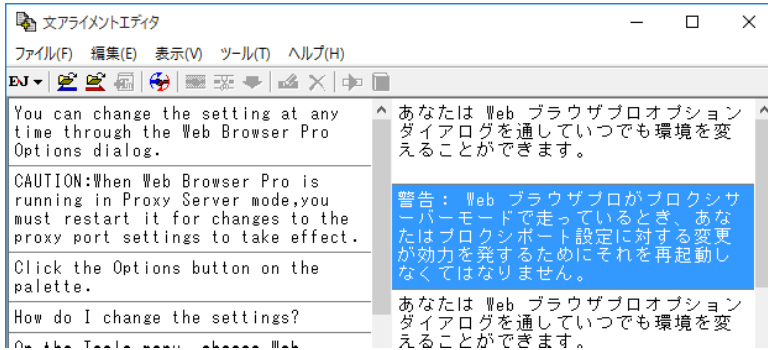 文アライメントエディタ
ファイル(F) 編集(E) 表示(V) ツール(T) ヘルプ(H)
EJ
You can change the setting at any
time through the Web Browser Pro
Options dialog.
CAUTION:When Web Browser Pro is
running in Proxy Server mode,you
must restart it for changes to the
proxy port settings to take effect.
Click the Options button on the
palette.
How do I change the settings?
On the Tools menu, choose Web
あなたは Web ブラウザプロオプション
ダイアログを通していつでも環境を変
えることができます。
警告： Web ブラウザプロがプロクシサ
ーバーモードで走っているとき、あな
たはプロクシポート設定に対する変更
が効力を発するためにそれを再起動し
なくてはなりません。
あなたは Web ブラウザプロオプション
ダイアログを通していつでも環境を変
えることができます。